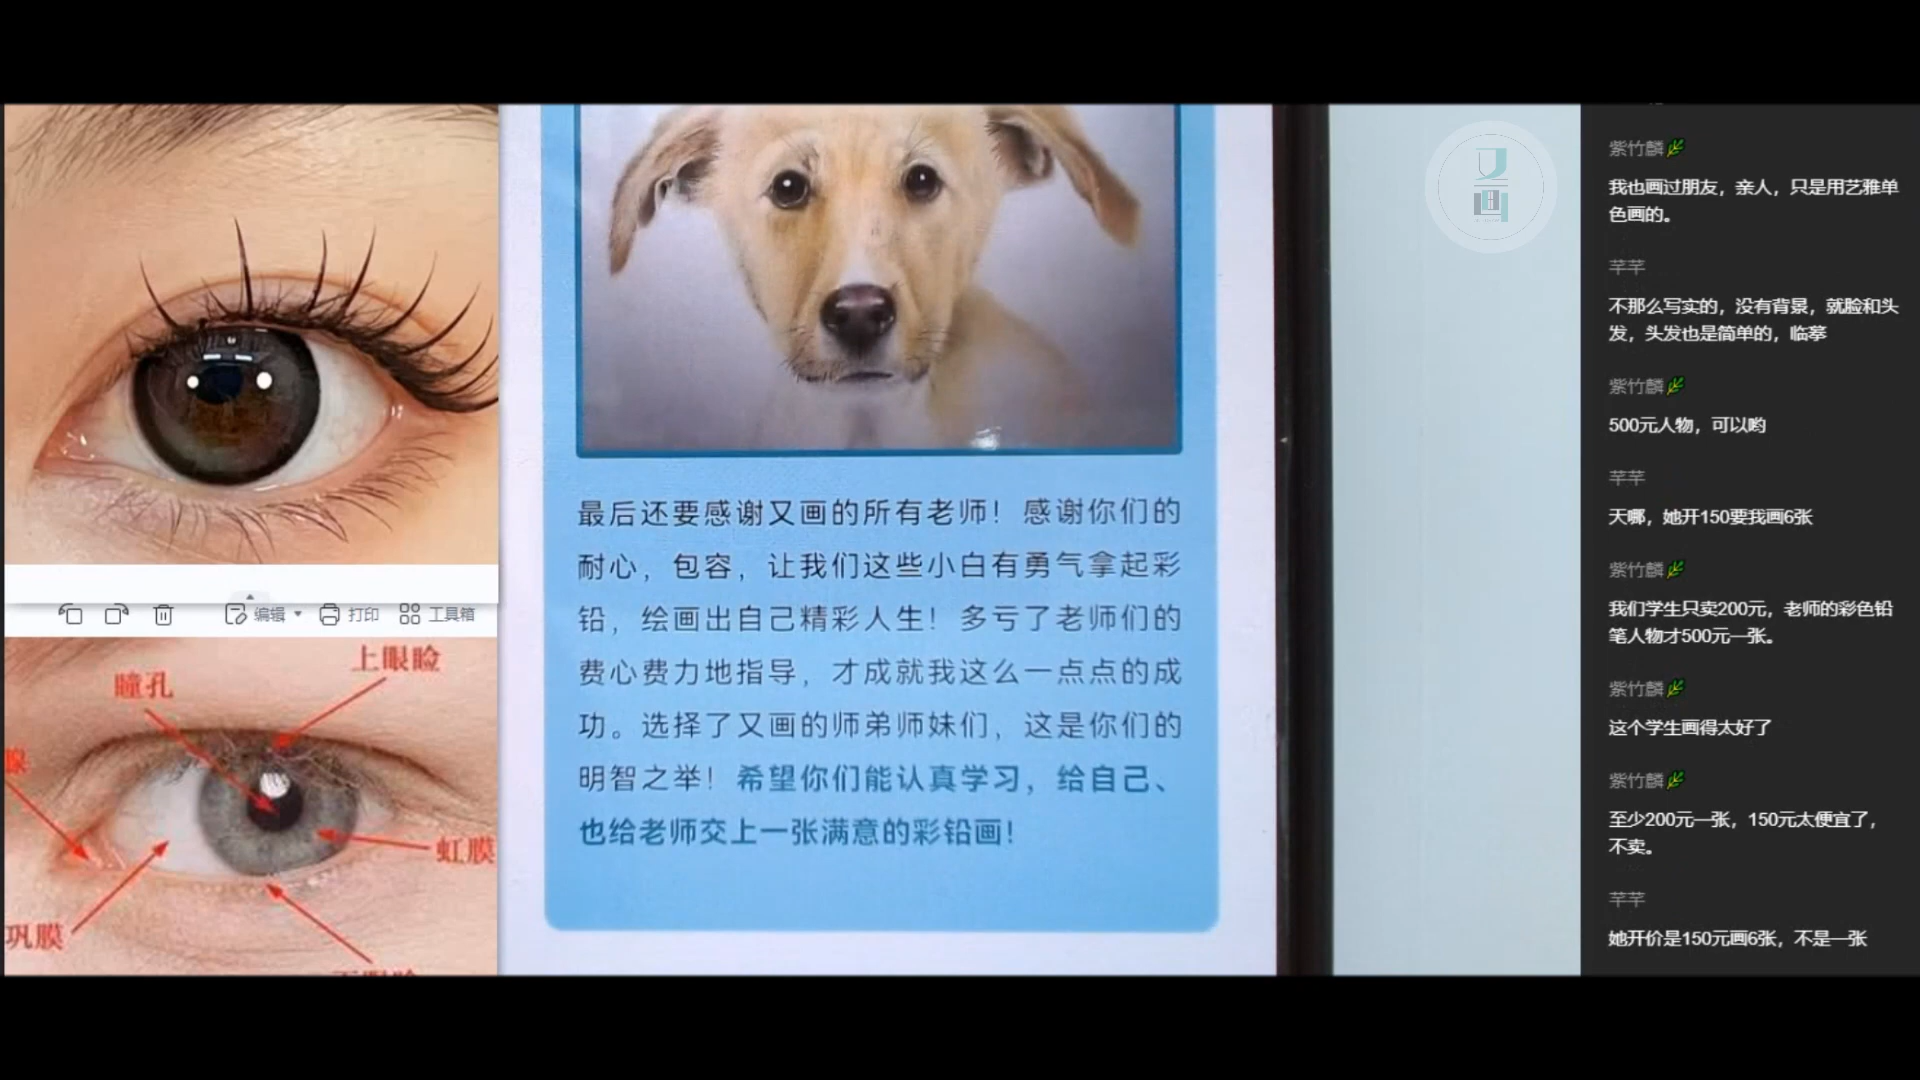 编辑
打印
工具箱
上眼睑
瞳孔
腺
虹膜
巩膜
最后还要感谢又画的所有老师！感谢你们的
耐心，包容，让我们这些小白有勇气拿起彩
铅，绘画出自己精彩人生！多亏了老师们的
费心费力地指导，才成就我这么一点点的成
功。选择了又画的师弟师妹们，这是你们的
明智之举！希望你们能认真学习，给自己、
也给老师交上一张满意的彩铅画！
又画
紫竹麟
我也画过朋友，亲人，只是用艺雅单
色画的。
芊芊
不那么写实的，没有背景，就脸和头
发，头发也是简单的，临摹
紫竹麟
500元人物，可以哟
芊芊
天哪，她开150要我画6张
紫竹麟
我们学生只卖200元，老师的彩色铅
笔人物才500元一张。
紫竹麟
这个学生画得太好了
紫竹麟
至少200元一张，150元太便宜了，
不卖。
芊芊
她开价是150元画6张，不是一张